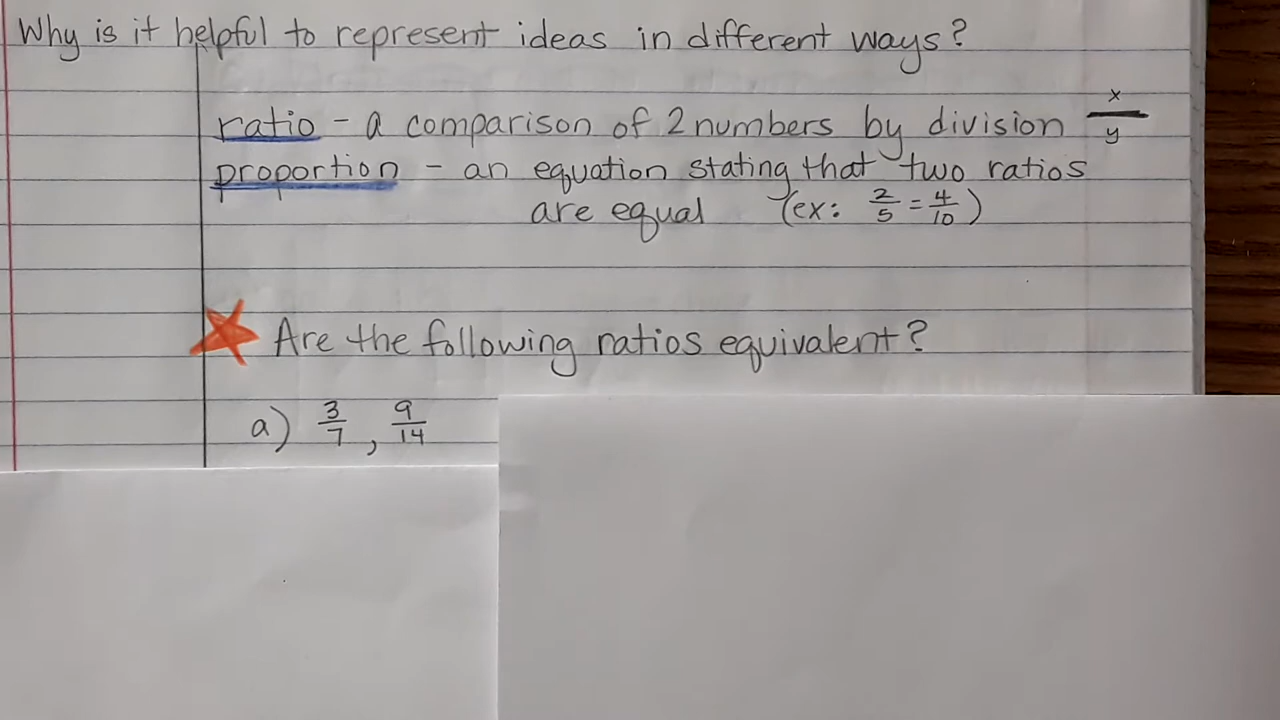 Why is it helpful to represent ideas in different ways?
ratio - a comparison of 2 numbers by division x/y
proportion - an equation stating that two ratios
are equal (ex: 2/5 = 4/10)
Are the following ratios equivalent?
a) 3/7, 9/14